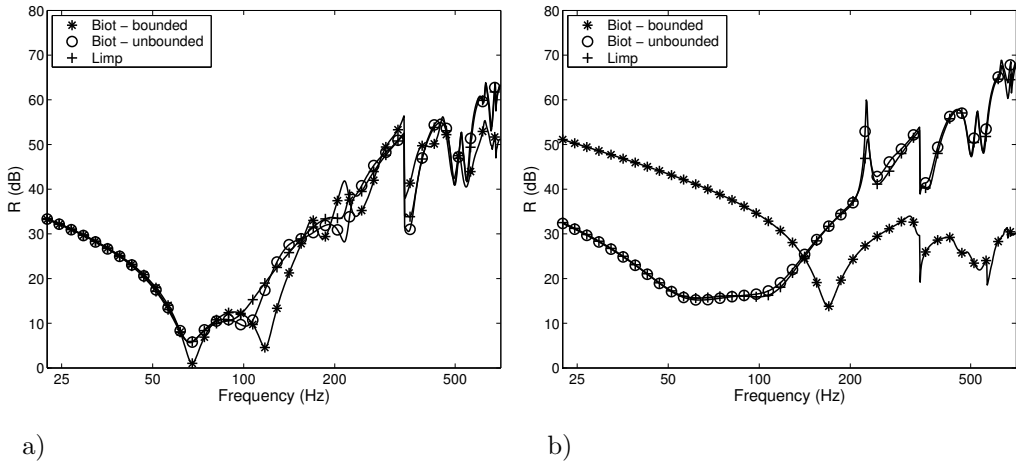 80
70
60
50
40
30
20
10
0
R (dB)
Biot – bounded
Biot – unbounded
Limp
25 50 100 200 500
Frequency (Hz)
a)
80
70
60
50
40
30
20
10
0
R (dB)
Biot – bounded
Biot – unbounded
Limp
25 50 100 200 500
Frequency (Hz)
b)